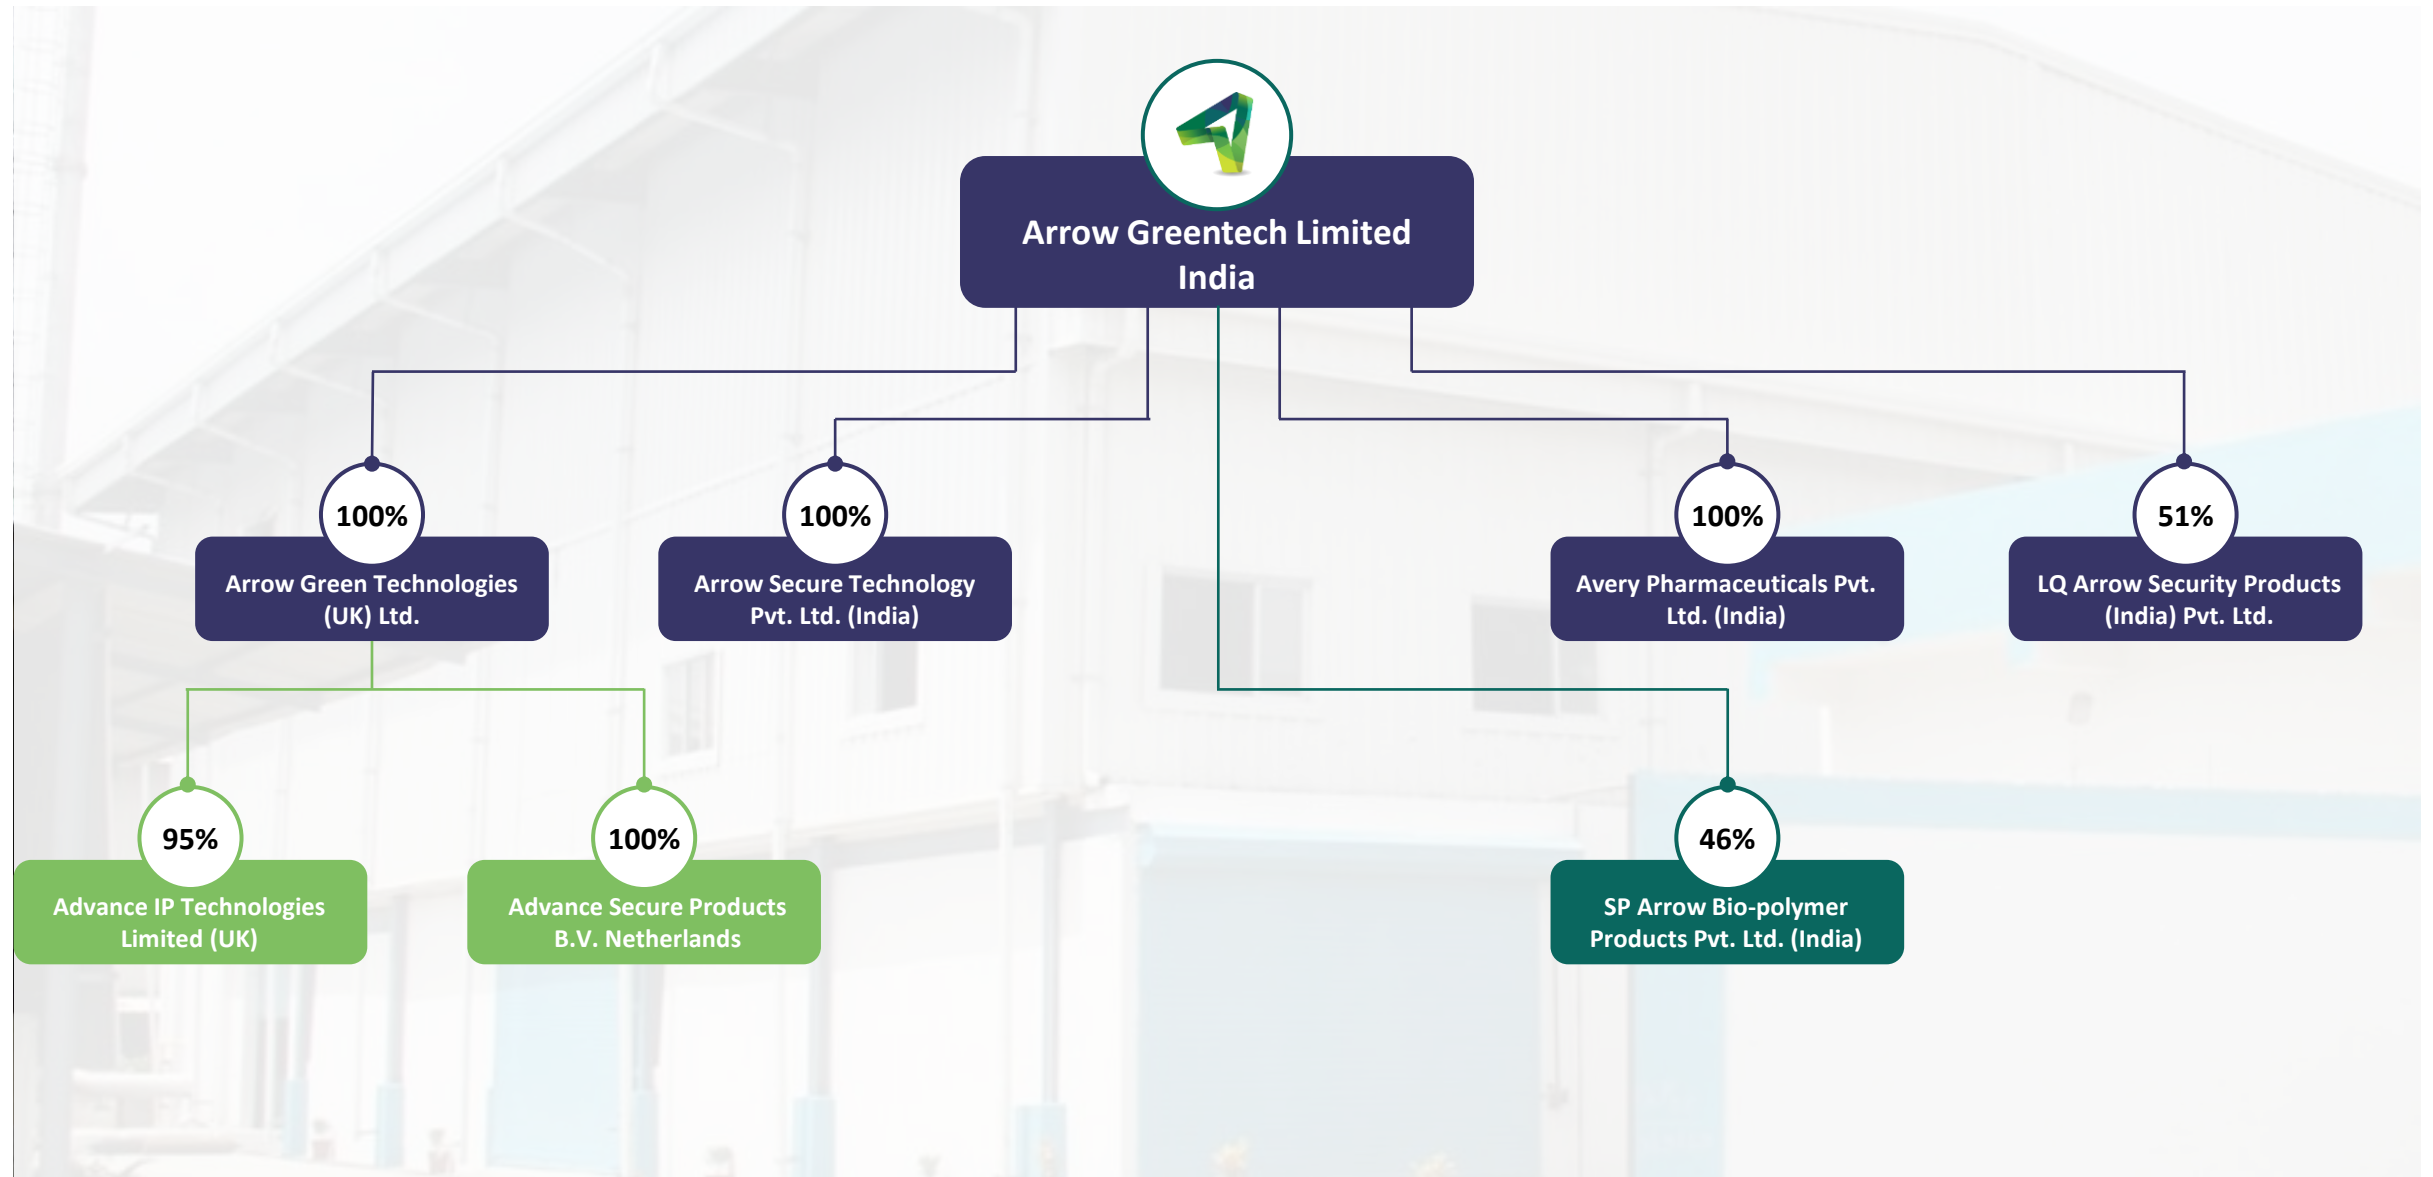 Arrow Greentech Limited
India
100%
Arrow Green Technologies
(UK) Ltd.
100%
Arrow Secure Technology
Pvt. Ltd. (India)
100%
Avery Pharmaceuticals Pvt.
Ltd. (India)
51%
LQ Arrow Security Products
(India) Pvt. Ltd.
95%
Advance IP Technologies
Limited (UK)
100%
Advance Secure Products
B.V. Netherlands
46%
SP Arrow Bio-polymer
Products Pvt. Ltd. (India)